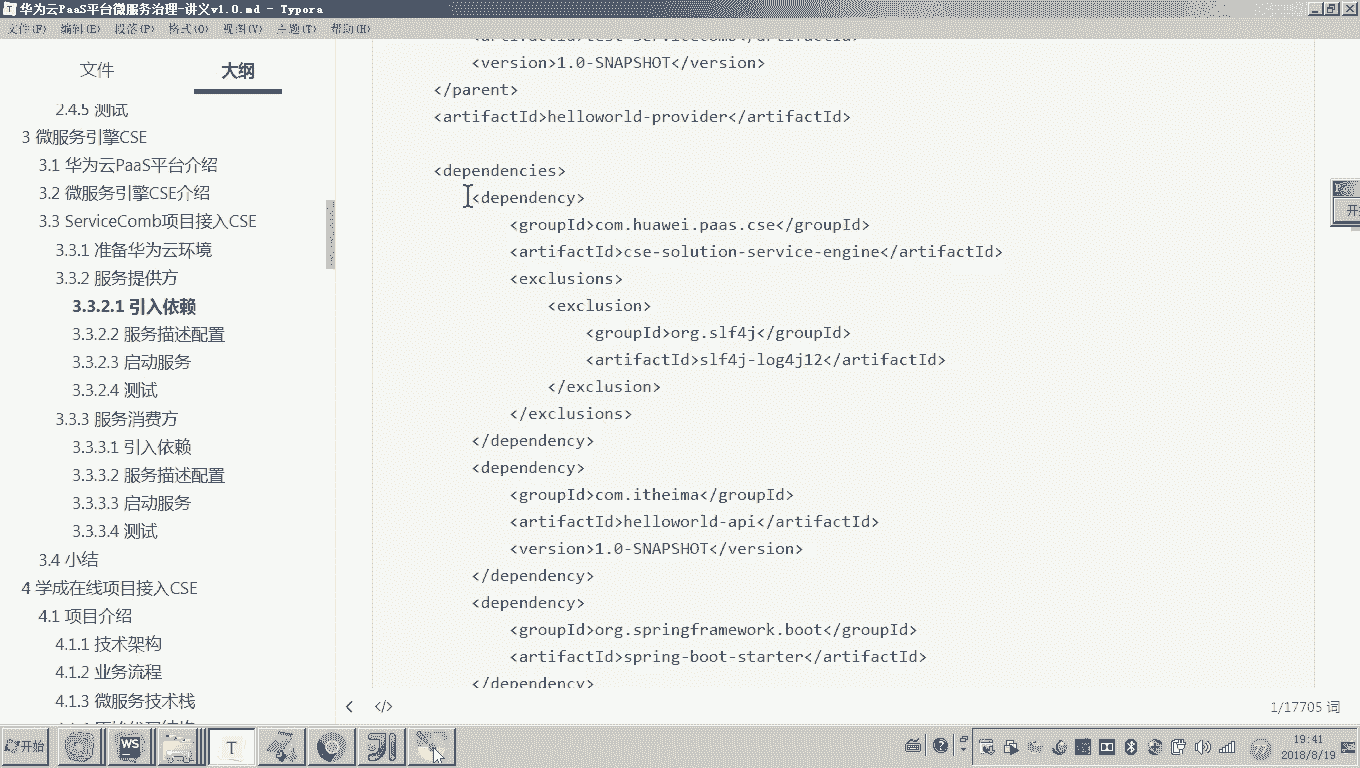 华为云PaaS平台微服务治理-讲义v1.0.md - Typora
文件(F) 编辑(E) 段落(P) 格式(O) 视图(V) 主题(T) 帮助(H)
文件 大纲
2.4.5 测试
3 微服务引擎CSE
3.1 华为云PaaS平台介绍
3.2 微服务引擎CSE介绍
3.3 ServiceComb项目接入CSE
3.3.1 准备华为云环境
3.3.2 服务提供方
3.3.2.1 引入依赖
3.3.2.2 服务描述配置
3.3.2.3 启动服务
3.3.2.4 测试
3.3.3 服务消费方
3.3.3.1 引入依赖
3.3.3.2 服务描述配置
3.3.3.3 启动服务
3.3.3.4 测试
3.4 小结
4 学成在线项目接入CSE
4.1 项目介绍
4.1.1 技术架构
4.1.2 业务流程
4.1.3 微服务技术栈
<version>1.0-SNAPSHOT</version>
</parent>
<artifactId>helloworld-provider</artifactId>
<dependencies>
<dependency>
<groupId>com.huawei.paas.cse</groupId>
<artifactId>cse-solution-service-engine</artifactId>
<exclusions>
<exclusion>
<groupId>org.slf4j</groupId>
<artifactId>slf4j-log4j12</artifactId>
</exclusion>
</exclusions>
</dependency>
<dependency>
<groupId>com.itheima</groupId>
<artifactId>helloworld-api</artifactId>
<version>1.0-SNAPSHOT</version>
</dependency>
<dependency>
<groupId>org.springframework.boot</groupId>
<artifactId>spring-boot-starter</artifactId>
</dependency>
开
< </> 1/17705 词
开始 WS T
19:41
2018/8/19